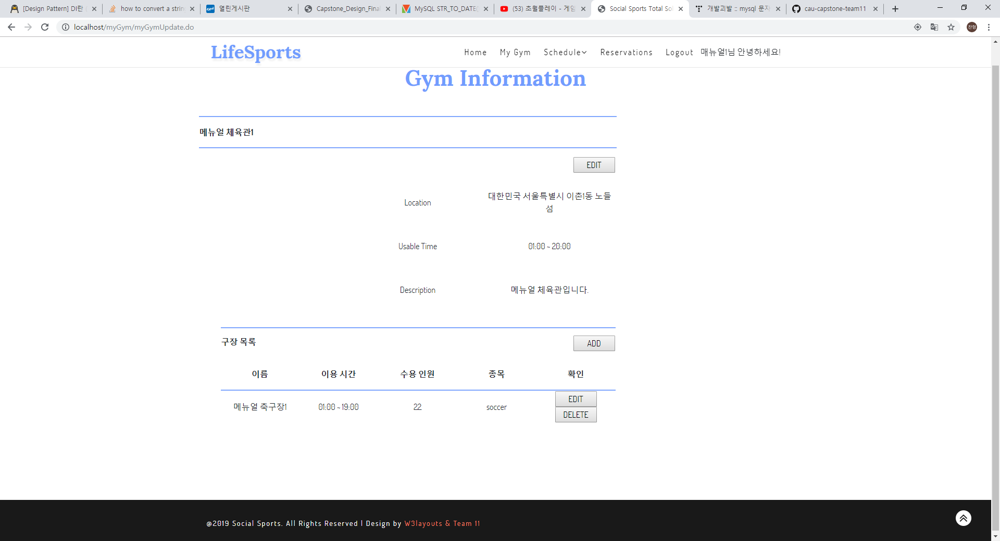 [Design Pattern] DI란
how to convert a strin
열린게시판
Capstone_Design_Final
MySQL STR_TO_DATE(
(53) 초월플레이 - 게임
Social Sports Total Sol
개발괴발 :: mysql 문자
cau-capstone-team11
localhost/myGym/myGymUpdate.do
찬형
LifeSports
Home My Gym Schedule Reservations Logout 매뉴얼1님 안녕하세요!
Gym Information
메뉴얼 체육관1
EDIT
Location
대한민국 서울특별시 이촌1동 노들
섬
Usable Time 01:00 ~ 20:00
Description 메뉴얼 체육관입니다.
구장 목록
ADD
이름 이용 시간 수용 인원 종목 확인
메뉴얼 축구장1 01:00 ~ 19:00 22 soccer
EDIT
DELETE
@2019 Social Sports. All Rights Reserved | Design by W3layouts & Team 11